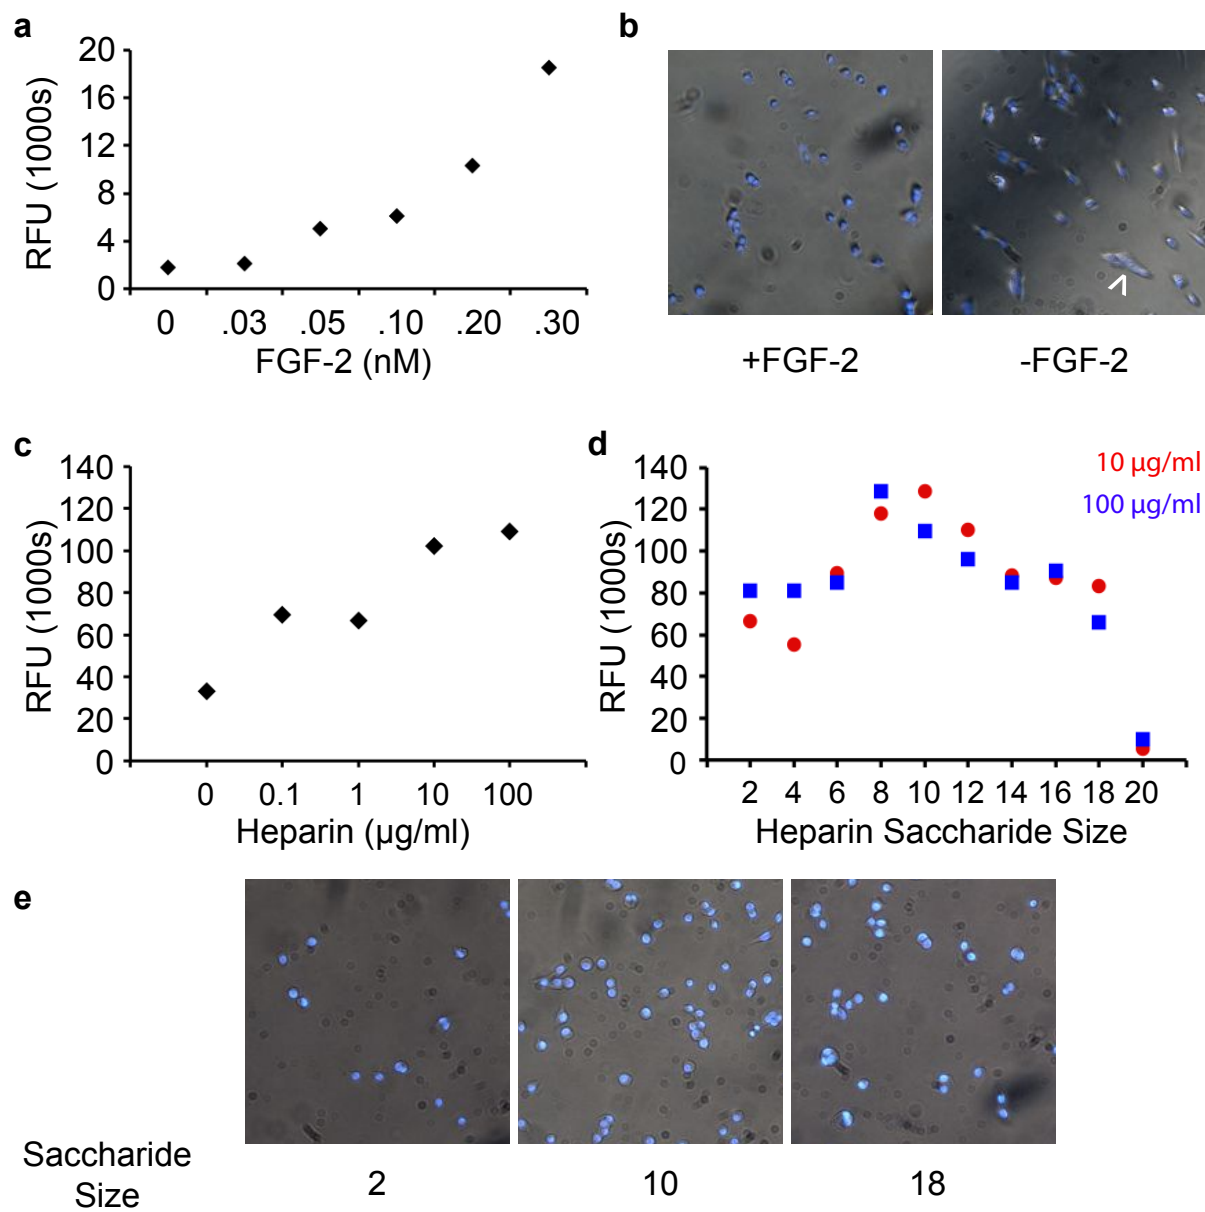 a
RFU (1000s)
20
16
12
8
4
0
0 .03 .05 .10 .20 .30
FGF-2 (nM)
b
+FGF-2 -FGF-2
c
RFU (1000s)
140
120
100
80
60
40
20
0
0 0.1 1 10 100
Heparin (µg/ml)
d
10 µg/ml
100 µg/ml
RFU (1000s)
140
120
100
80
60
40
20
0
2 4 6 8 10 12 14 16 18 20
Heparin Saccharide Size
e
Saccharide
Size
2 10 18